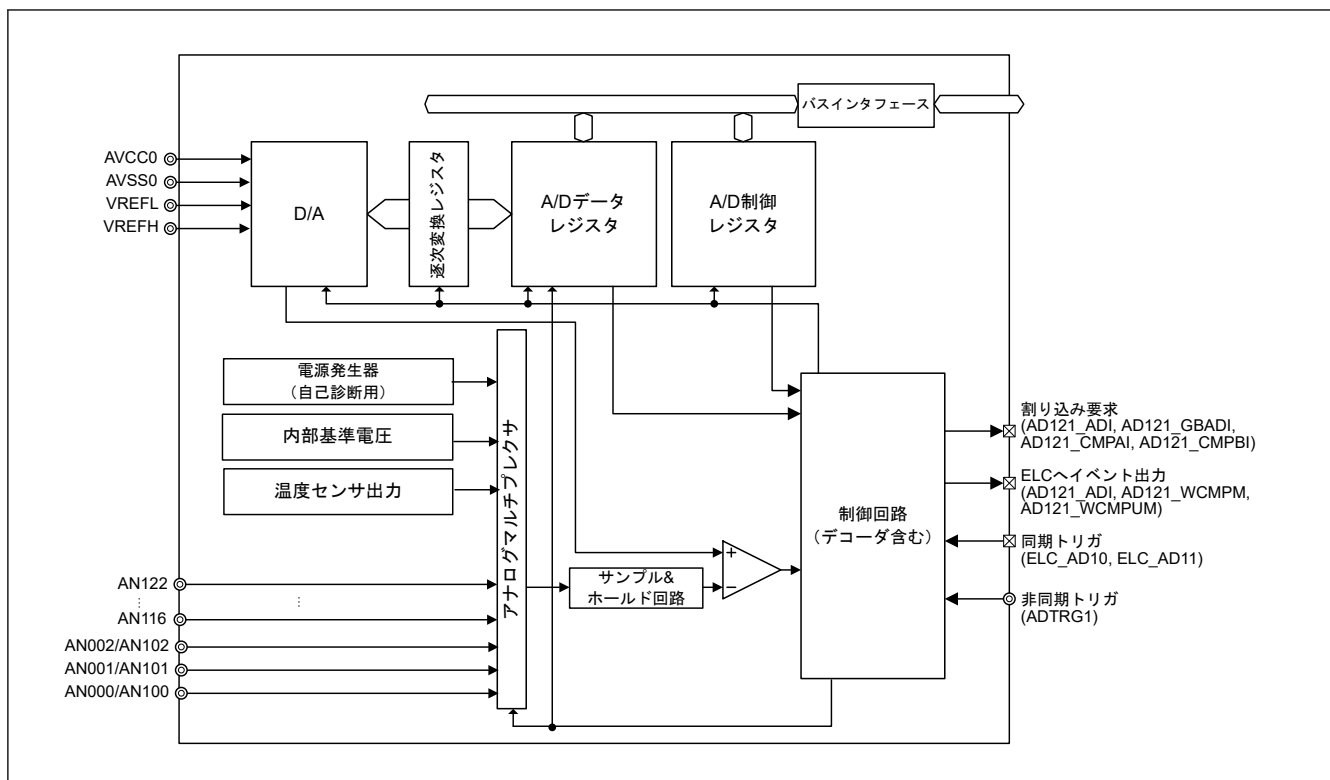 バスインタフェース
AVCC0
AVSS0
VREFL
VREFH
D/A
逐次変換レジスタ
A/Dデータ
レジスタ
A/D制御
レジスタ
電源発生器
（自己診断用）
内部基準電圧
温度センサ出力
アナログマルチプレクサ
サンプル&
ホールド回路
+
−
制御回路
（デコーダ含む）
AN122
AN116
AN002/AN102
AN001/AN101
AN000/AN100
割り込み要求
(AD121_ADI, AD121_GBADI,
AD121_CMPAI, AD121_CMPBI)
ELCへイベント出力
(AD121_ADI, AD121_WCMPM,
AD121_WCMPUM)
同期トリガ
(ELC_AD10, ELC_AD11)
非同期トリガ
(ADTRG1)